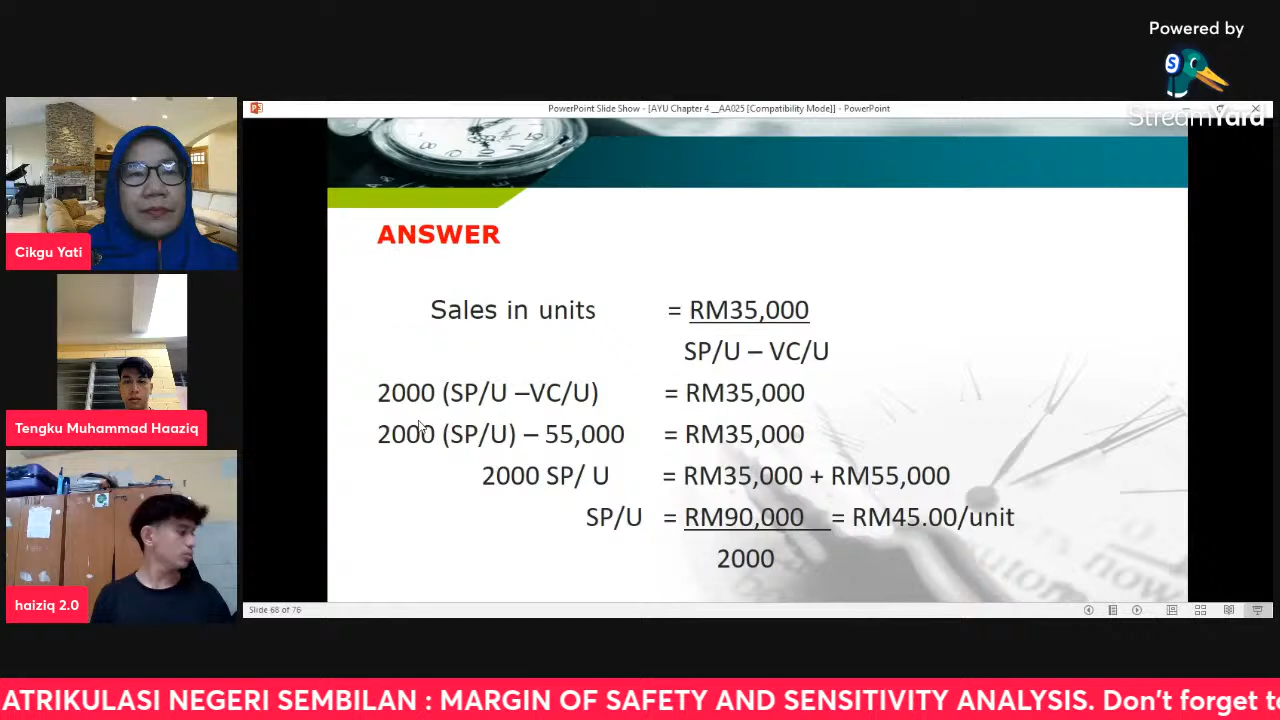 Powered by
StreamYard
PowerPoint Slide Show - [AYU Chapter 4__AA025 [Compatibility Mode]] - PowerPoint
Cikgu Yati
Tengku Muhammad Haaziq
haiziq 2.0
ANSWER
Sales in units = RM35,000
SP/U – VC/U
2000 (SP/U –VC/U) = RM35,000
2000 (SP/U) – 55,000 = RM35,000
2000 SP/ U = RM35,000 + RM55,000
SP/U = RM90,000 = RM45.00/unit
2000
Slide 68 of 76
ATRIKULASI NEGERI SEMBILAN : MARGIN OF SAFETY AND SENSITIVITY ANALYSIS. Don't forget to